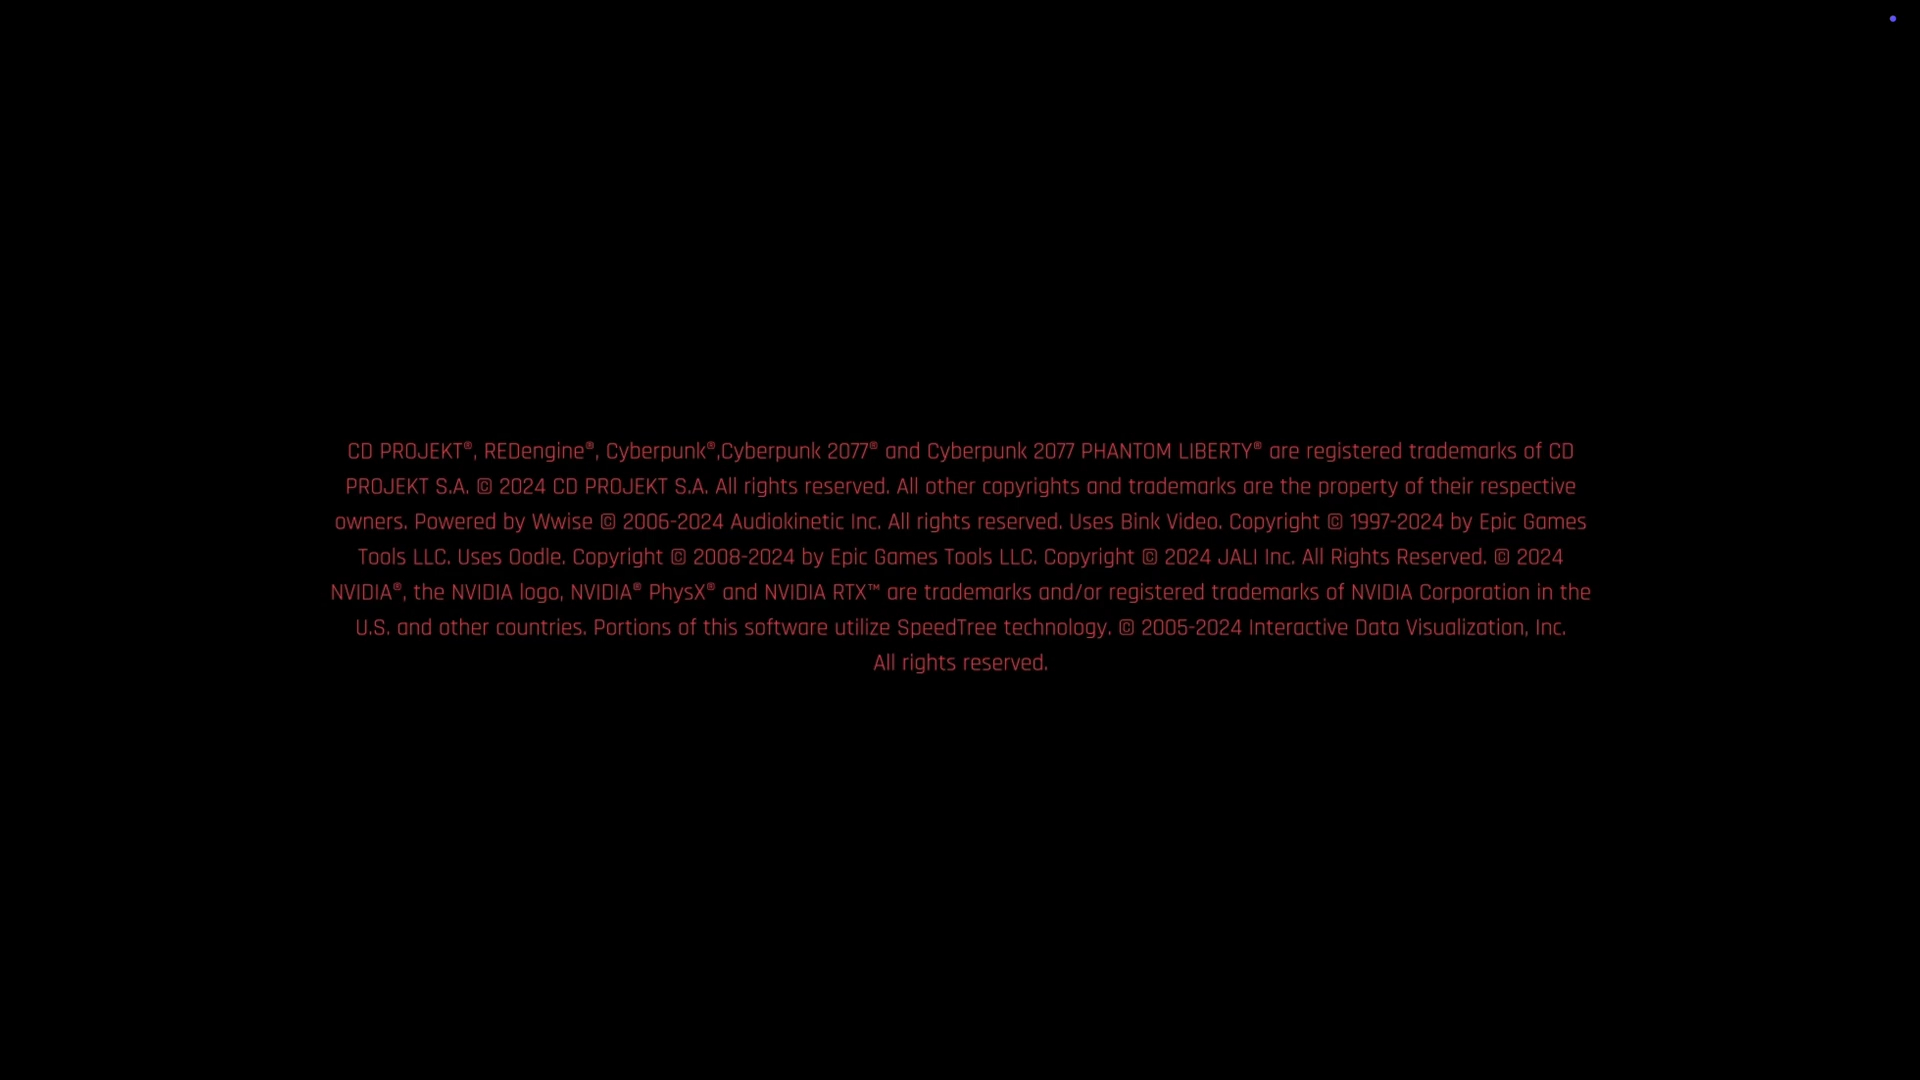 CD PROJEKT®, REDengine®, Cyberpunk®,Cyberpunk 2077® and Cyberpunk 2077 PHANTOM LIBERTY® are registered trademarks of CD
PROJEKT S.A. © 2024 CD PROJEKT S.A. All rights reserved. All other copyrights and trademarks are the property of their respective
owners. Powered by Wwise © 2006-2024 Audiokinetic Inc. All rights reserved. Uses Bink Video. Copyright © 1997-2024 by Epic Games
Tools LLC. Uses Oodle. Copyright © 2008-2024 by Epic Games Tools LLC. Copyright © 2024 JALI Inc. All Rights Reserved. © 2024
NVIDIA®, the NVIDIA logo, NVIDIA® PhysX® and NVIDIA RTX™ are trademarks and/or registered trademarks of NVIDIA Corporation in the
U.S. and other countries. Portions of this software utilize SpeedTree technology. © 2005-2024 Interactive Data Visualization, Inc.
All rights reserved.